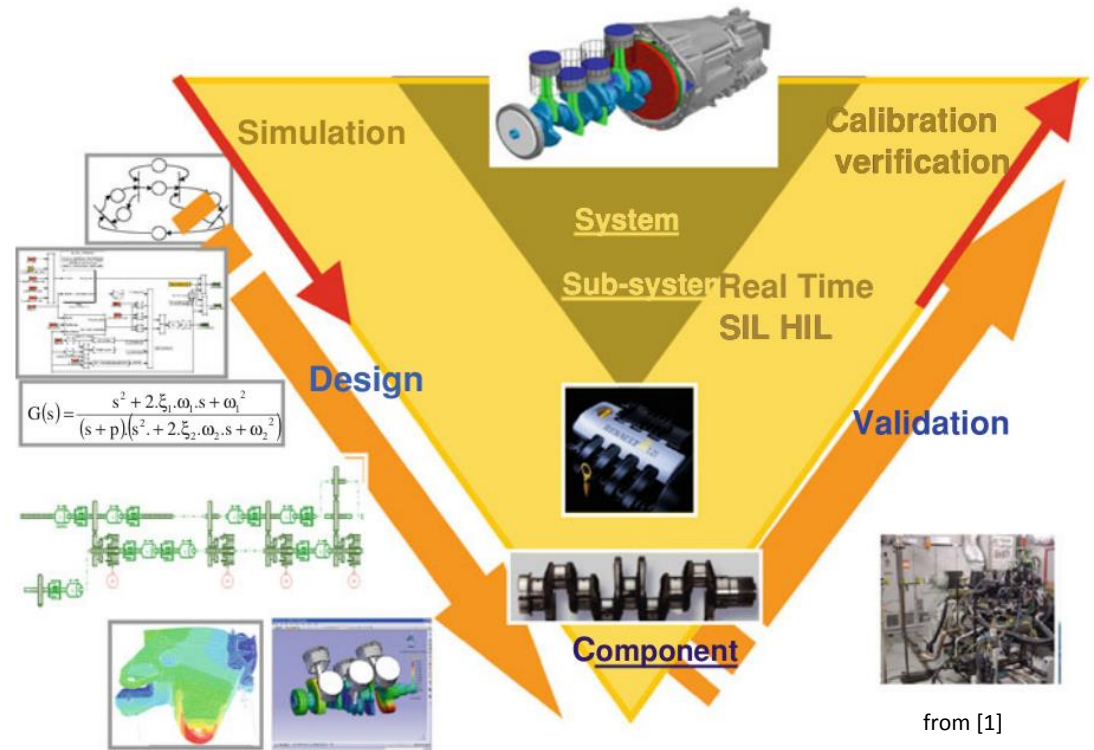 Simulation
Calibration
verification
System
Sub-syster
Real Time
SIL HIL
Design
G(s) = s² + 2.ξ₁.ω₁.s + ω₁² / (s + p).(s². + 2.ξ₂.ω₂.s + ω₂²)
Validation
RENAULT
Component
from [1]